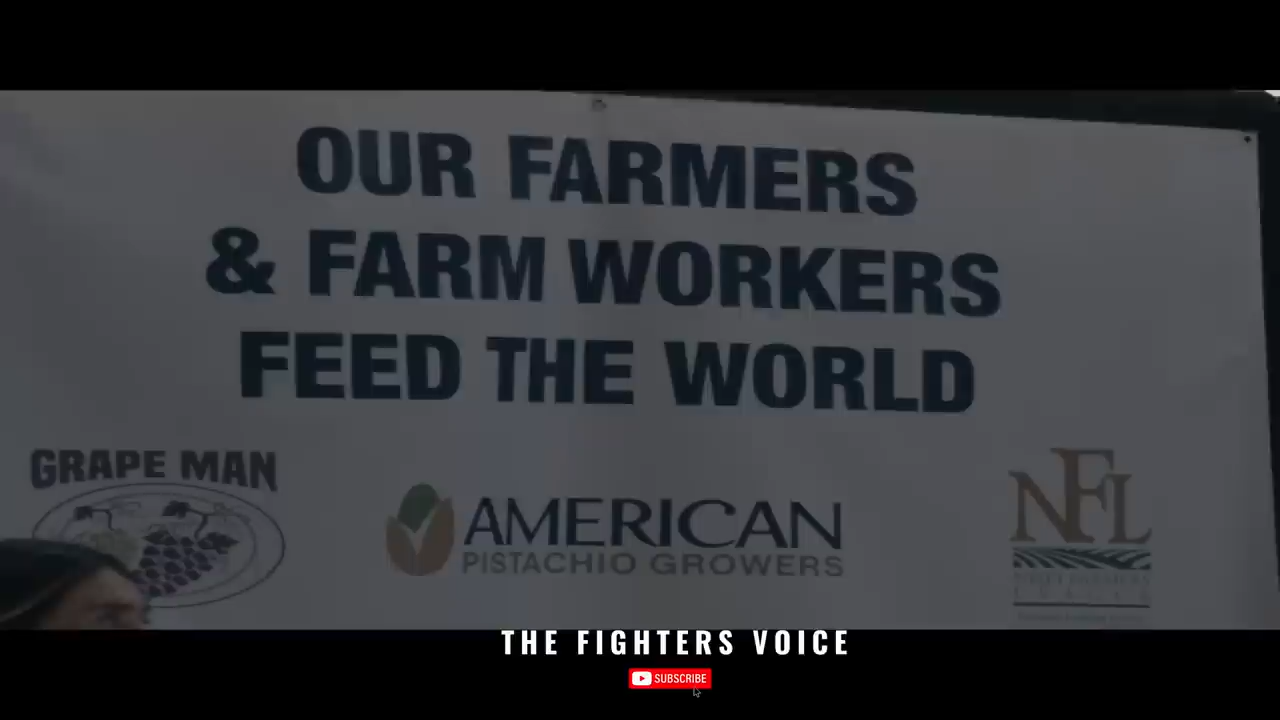 OUR FARMERS
& FARM WORKERS
FEED THE WORLD
GRAPE MAN
AMERICAN
PISTACHIO GROWERS
NFL
THE FIGHTERS VOICE
SUBSCRIBE